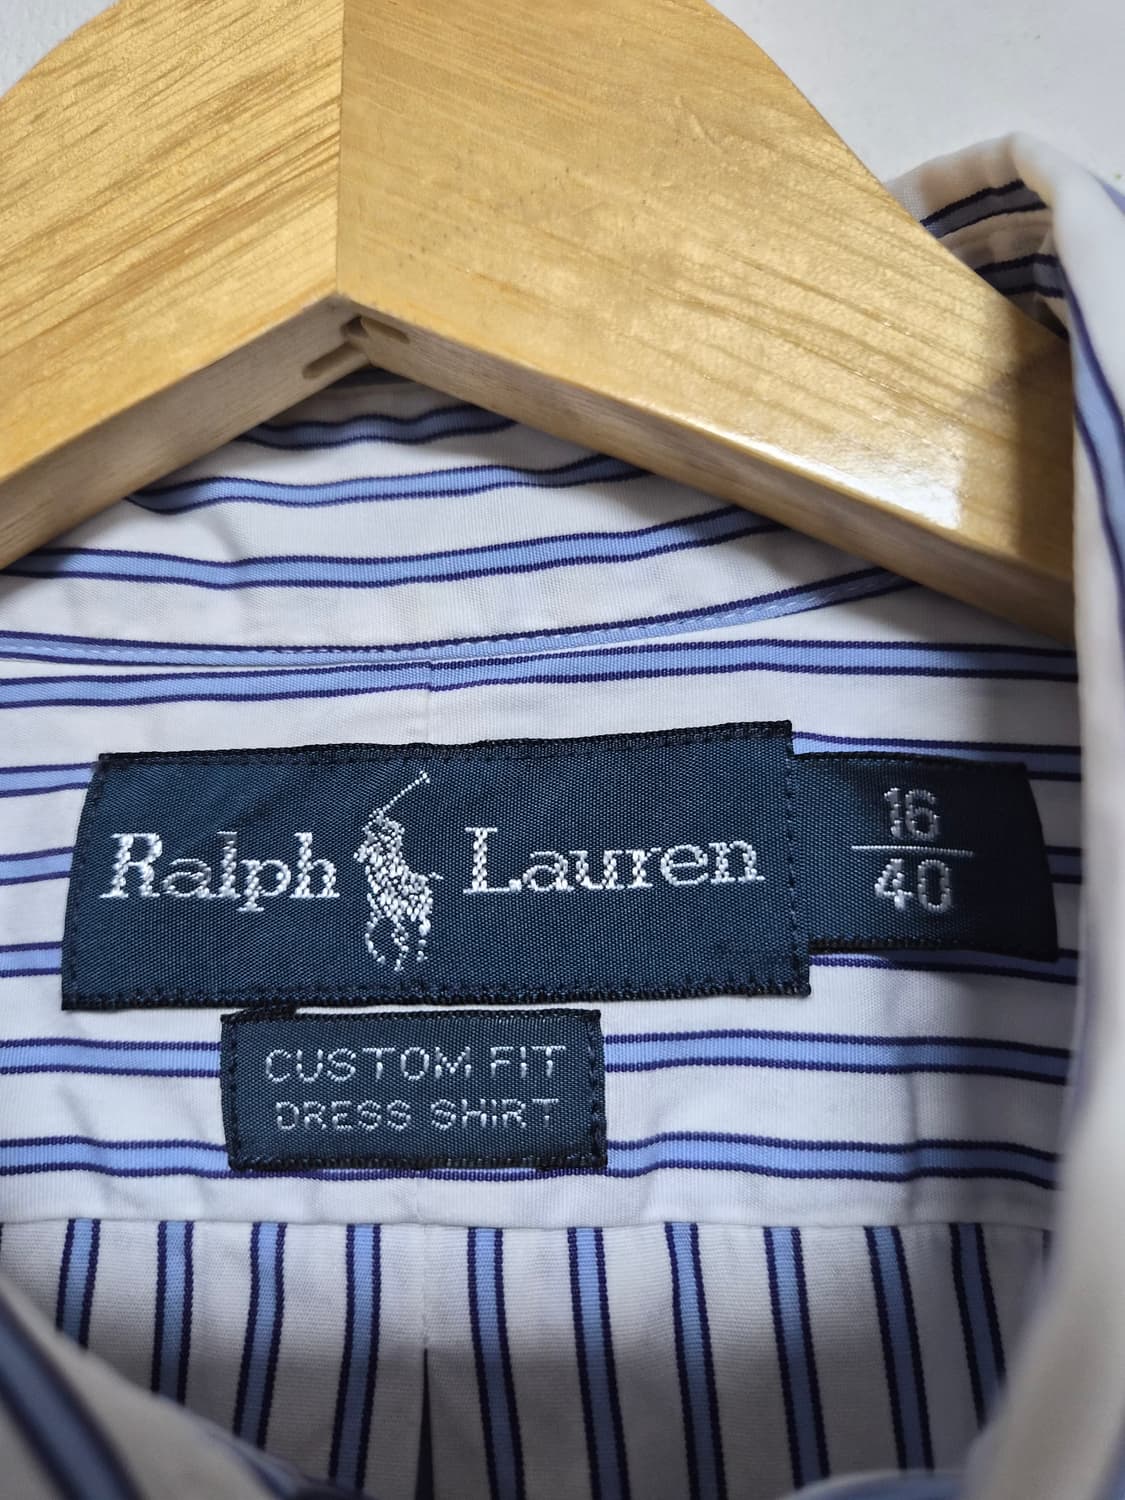 Ralph Lauren
16
40
CUSTOM FIT
DRESS SHIRT